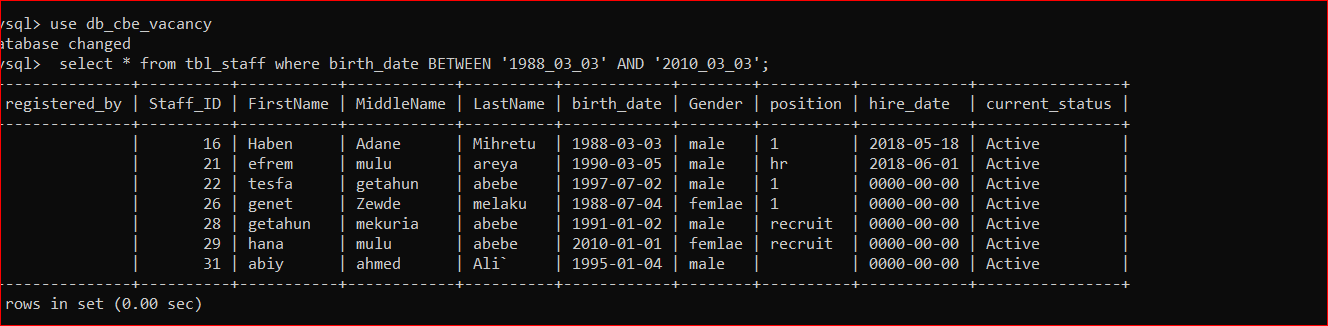 ysql> use db_cbe_vacancy
atabase changed
ysql>  select * from tbl_staff where birth_date BETWEEN '1988_03_03' AND '2010_03_03';
--------------+----------+-----------+------------+----------+------------+--------+----------+------------+----------------+
registered_by | Staff_ID | FirstName | MiddleName | LastName | birth_date | Gender | position | hire_date  | current_status |
--------------+----------+-----------+------------+----------+------------+--------+----------+------------+----------------+
              |       16 | Haben     | Adane      | Mihretu  | 1988-03-03 | male   | 1        | 2018-05-18 | Active         |
              |       21 | efrem     | mulu       | areya    | 1990-03-05 | male   | hr       | 2018-06-01 | Active         |
              |       22 | tesfa     | getahun    | abebe    | 1997-07-02 | male   | 1        | 0000-00-00 | Active         |
              |       26 | genet     | Zewde      | melaku   | 1988-07-04 | femlae | 1        | 0000-00-00 | Active         |
              |       28 | getahun   | mekuria    | abebe    | 1991-01-02 | male   | recruit  | 0000-00-00 | Active         |
              |       29 | hana      | mulu       | abebe    | 2010-01-01 | femlae | recruit  | 0000-00-00 | Active         |
              |       31 | abiy      | ahmed      | Ali`     | 1995-01-04 | male   |          | 0000-00-00 | Active         |
--------------+----------+-----------+------------+----------+------------+--------+----------+------------+----------------+
rows in set (0.00 sec)